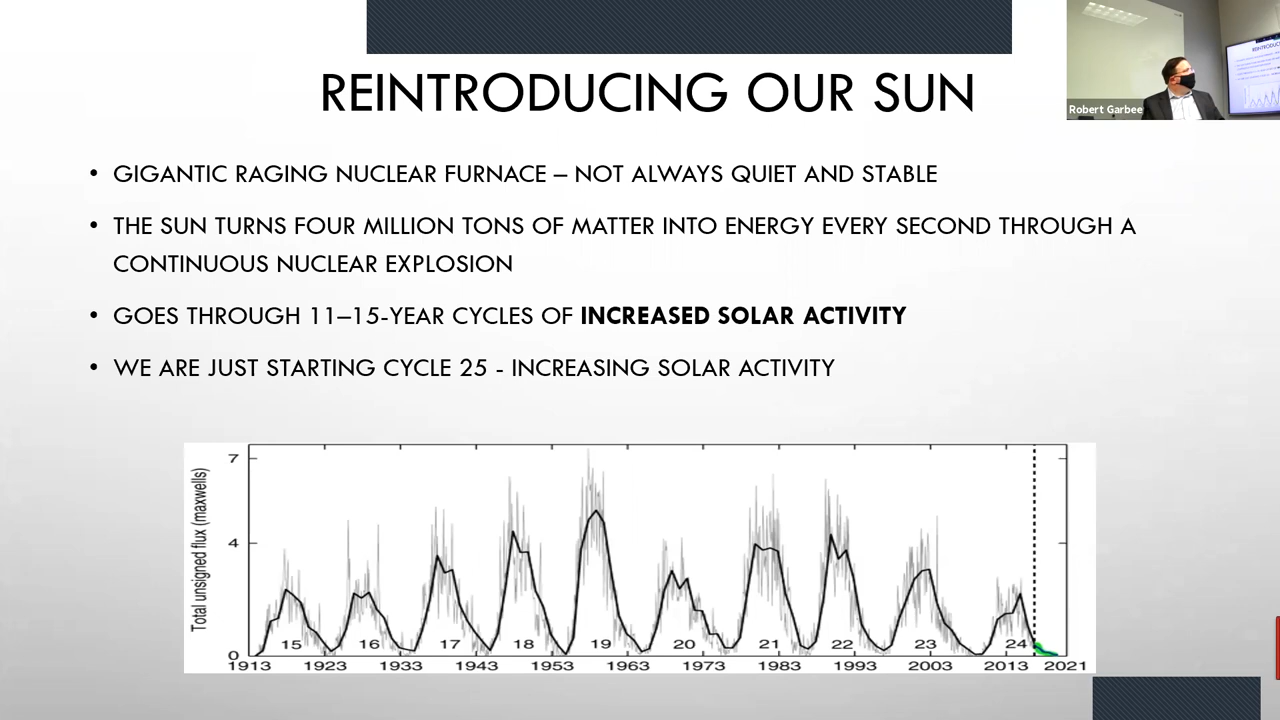 REINTRODUCING OUR SUN
Robert Garbee
• GIGANTIC RAGING NUCLEAR FURNACE – NOT ALWAYS QUIET AND STABLE
• THE SUN TURNS FOUR MILLION TONS OF MATTER INTO ENERGY EVERY SECOND THROUGH A
CONTINUOUS NUCLEAR EXPLOSION
• GOES THROUGH 11–15-YEAR CYCLES OF INCREASED SOLAR ACTIVITY
• WE ARE JUST STARTING CYCLE 25 - INCREASING SOLAR ACTIVITY
Total unsigned flux (maxwells)
7
4
0
15 16 17 18 19 20 21 22 23 24
1913 1923 1933 1943 1953 1963 1973 1983 1993 2003 2013 2021